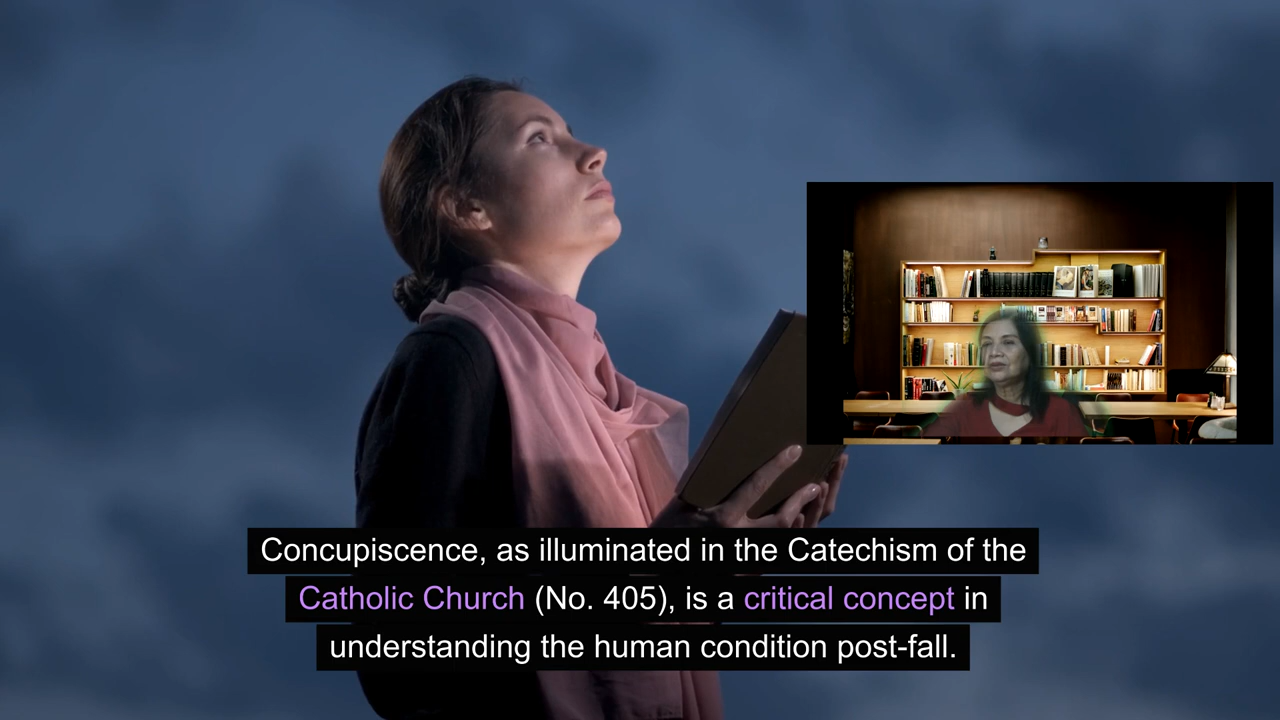 Concupiscence, as illuminated in the Catechism of the
Catholic Church (No. 405), is a critical concept in
understanding the human condition post-fall.